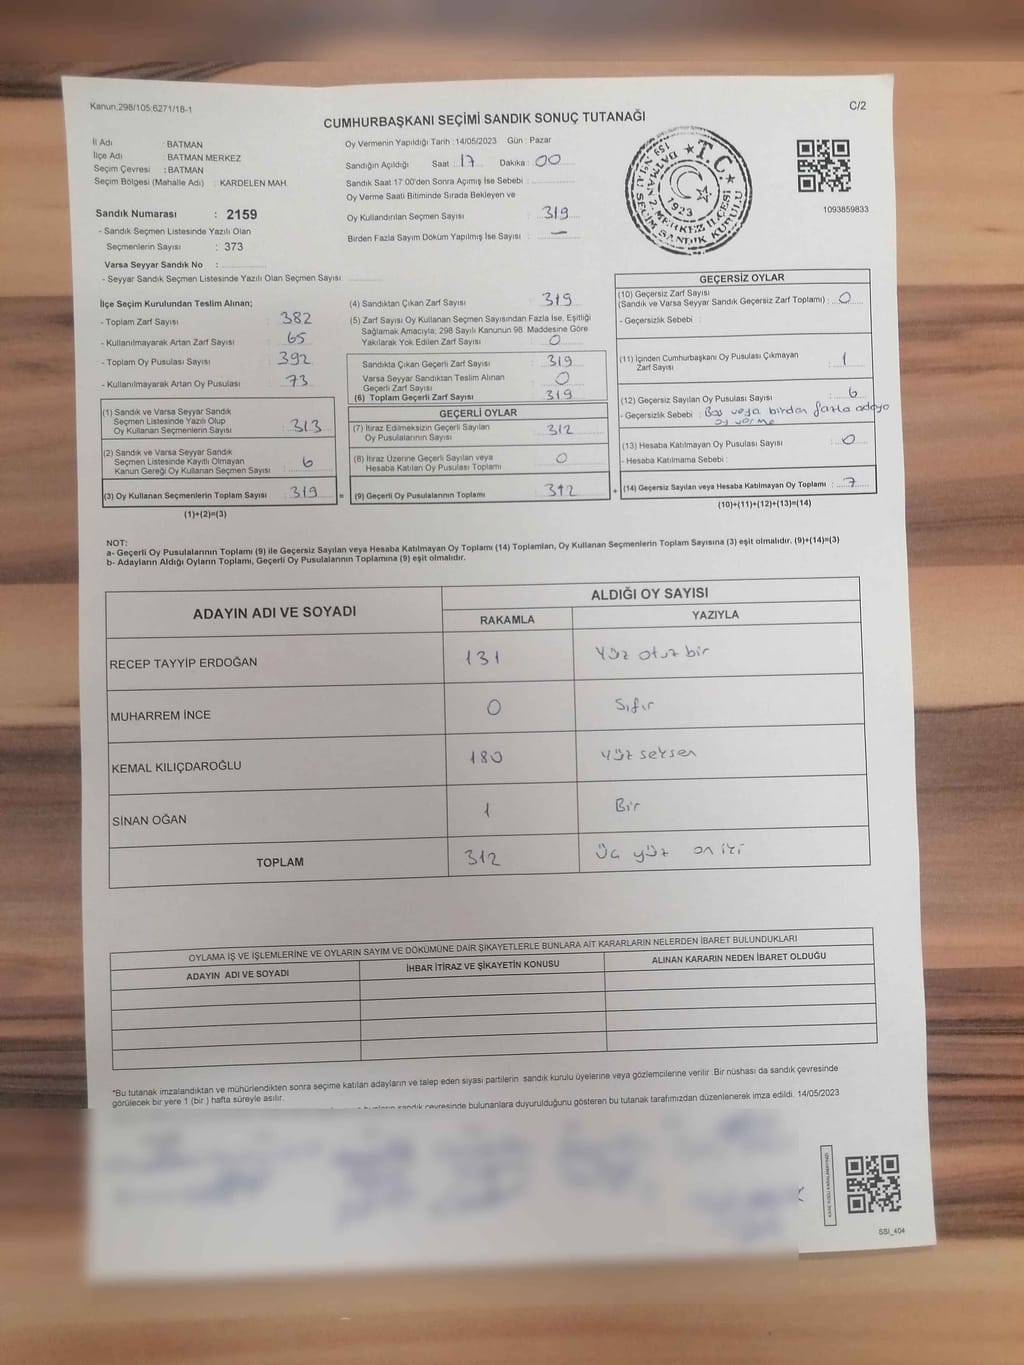 Kanun:298/105:6271/18-1
C/2
CUMHURBAŞKANI SEÇİMİ SANDIK SONUÇ TUTANAĞI
İl Adı : BATMAN
İlçe Adı : BATMAN MERKEZ
Seçim Çevresi : BATMAN
Seçim Bölgesi (Mahalle Adı) : KARDELEN MAH.
Sandık Numarası : 2159
- Sandık Seçmen Listesinde Yazılı Olan
Seçmenlerin Sayısı : 373
Varsa Seyyar Sandık No :
- Seyyar Sandık Seçmen Listesinde Yazılı Olan Seçmen Sayısı:
Oy Vermenin Yapıldığı Tarih :14/05/2023 Gün : Pazar
Sandığın Açıldığı Saat : 17 Dakika : 00
Sandık Saat 17:00'den Sonra Açımış İse Sebebi :
Oy Verme Saati Bitiminde Sırada Bekleyen ve
Oy Kullandırılan Seçmen Sayısı : 319
Birden Fazla Sayım Döküm Yapılmış İse Sayısı : —
T.C.
BATMAN 2. MERKEZ İLÇESİ
159 NOLU SEÇİM SANDIK KURULU
1923
1093859833
İlçe Seçim Kurulundan Teslim Alınan;
- Toplam Zarf Sayısı : 382
- Kullanılmayarak Artan Zarf Sayısı : 65
- Toplam Oy Pusulası Sayısı : 392
- Kullanılmayarak Artan Oy Pusulası : 73
(1) Sandık ve Varsa Seyyar Sandık
Seçmen Listesinde Yazılı Olup
Oy Kullanan Seçmenlerin Sayısı : 313
(2) Sandık ve Varsa Seyyar Sandık
Seçmen Listesinde Kayıtlı Olmayan
Kanun Gereği Oy Kullanan Seçmen Sayısı : 6
(3) Oy Kullanan Seçmenlerin Toplam Sayısı : 319
(1)+(2)=(3)
(4) Sandıktan Çıkan Zarf Sayısı : 319
(5) Zarf Sayısı Oy Kullanan Seçmen Sayısından Fazla İse, Eşitliği
Sağlamak Amacıyla, 298 Sayılı Kanunun 98. Maddesine Göre
Yakılarak Yok Edilen Zarf Sayısı : 0
Sandıkta Çıkan Geçerli Zarf Sayısı : 319
Varsa Seyyar Sandıktan Teslim Alınan
Geçerli Zarf Sayısı : 0
(6) Toplam Geçerli Zarf Sayısı : 319
GEÇERLİ OYLAR
(7) İtiraz Edilmeksizin Geçerli Sayılan
Oy Pusulalarının Sayısı : 312
(8) İtiraz Üzerine Geçerli Sayılan veya
Hesaba Katılan Oy Pusulası Toplamı : 0
= (9) Geçerli Oy Pusulalarının Toplamı : 312
GEÇERSİZ OYLAR
(10) Geçersiz Zarf Sayısı
(Sandık ve Varsa Seyyar Sandık Geçersiz Zarf Toplamı) : 0
- Geçersizlik Sebebi :
(11) İçinden Cumhurbaşkanı Oy Pusulası Çıkmayan
Zarf Sayısı : 1
(12) Geçersiz Sayılan Oy Pusulası Sayısı : 6
- Geçersizlik Sebebi : Boş veya birden fazla adaya
oy verme
(13) Hesaba Katılmayan Oy Pusulası Sayısı : 0
- Hesaba Katılmama Sebebi :
+ (14) Geçersiz Sayılan veya Hesaba Katılmayan Oy Toplamı : 7
(10)+(11)+(12)+(13)=(14)
NOT:
a- Geçerli Oy Pusulalarının Toplamı (9) ile Geçersiz Sayılan veya Hesaba Katılmayan Oy Toplamı (14) Toplamları, Oy Kullanan Seçmenlerin Toplam Sayısına (3) eşit olmalıdır. (9)+(14)=(3)
b- Adayların Aldığı Oyların Toplamı, Geçerli Oy Pusulalarının Toplamına (9) eşit olmalıdır.
ADAYIN ADI VE SOYADI
ALDIĞI OY SAYISI
RAKAMLA YAZIYLA
RECEP TAYYİP ERDOĞAN 131 Yüz otuz bir
MUHARREM İNCE 0 Sıfır
KEMAL KILIÇDAROĞLU 180 Yüz seksen
SİNAN OĞAN 1 Bir
TOPLAM 312 Üç yüz on iki
OYLAMA İŞ VE İŞLEMLERİNE VE OYLARIN SAYIM VE DÖKÜMÜNE DAİR ŞİKAYETLERLE BUNLARA AİT KARARLARIN NELERDEN İBARET BULUNDUKLARI
ADAYIN ADI VE SOYADI İHBAR İTİRAZ VE ŞİKAYETİN KONUSU ALINAN KARARIN NEDEN İBARET OLDUĞU
"Bu tutanak imzalandıktan ve mühürlendikten sonra seçime katılan adayların ve talep eden siyasi partilerin sandık kurulu üyelerine veya gözlemcilerine verilir. Bir nüshası da sandık çevresinde
görülecek bir yere 1 (bir ) hafta süreyle asılır.
sandık çevresinde bulunanlara duyurulduğunu gösteren bu tutanak tarafımızdan düzenlenerek imza edildi. 14/05/2023
SSİ_404